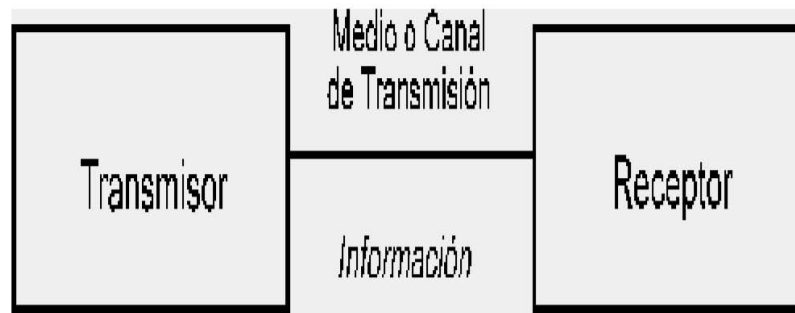 Medio o Canal
de Transmisión
Transmisor
Receptor
Información